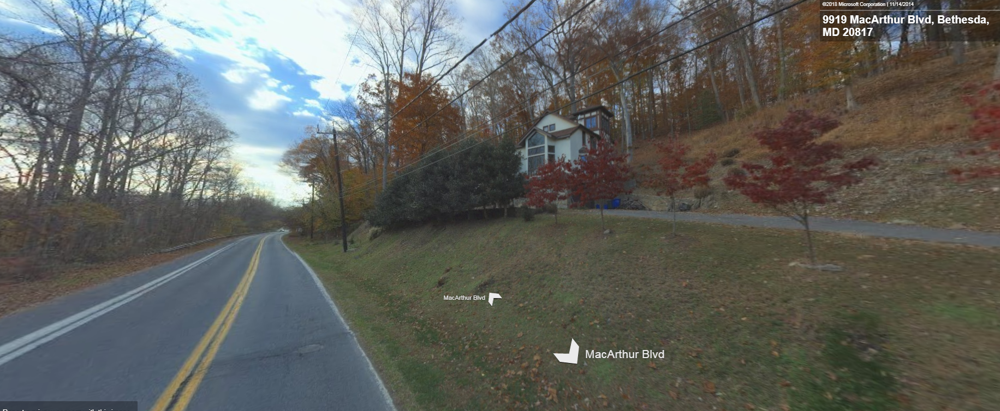 ©2018 Microsoft Corporation | 11/14/2014
9919 MacArthur Blvd, Bethesda,
MD 20817
MacArthur Blvd
MacArthur Blvd